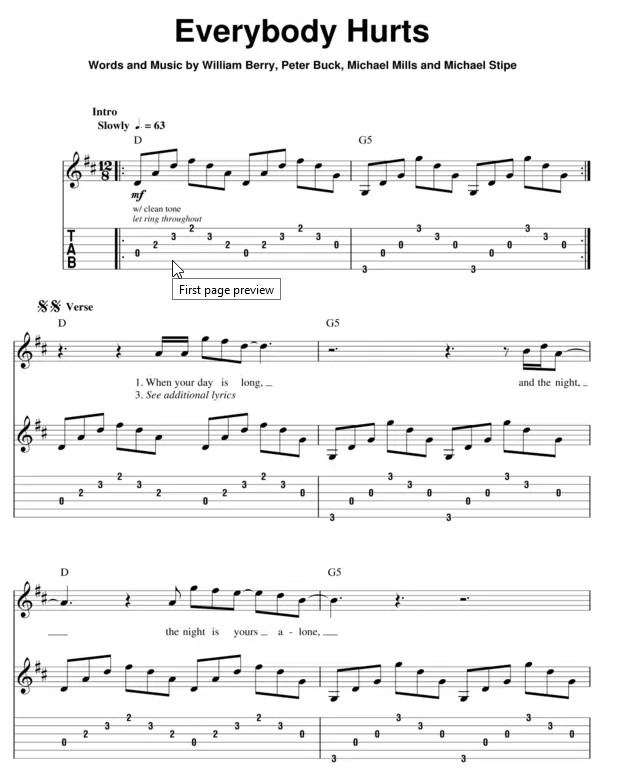 Everybody Hurts
Words and Music by William Berry, Peter Buck, Michael Mills and Michael Stipe
Intro
Slowly ♩. = 63
D G5
12
8
mf
w/ clean tone
let ring throughout
T
A
B
0 2 3 2 3 2 0 2 3 2 3 0 3 0 0 3 3 0 3 0 0 3 3 0
First page preview
Verse
D G5
1. When your day is long, and the night,
3. See additional lyrics
0 2 3 2 3 2 0 2 3 2 3 0 3 0 0 3 3 0 3 0 0 3 3 0
D G5
the night is yours a - lone,
0 2 3 2 3 2 0 2 3 2 3 0 3 0 0 3 3 0 3 0 0 3 3 0